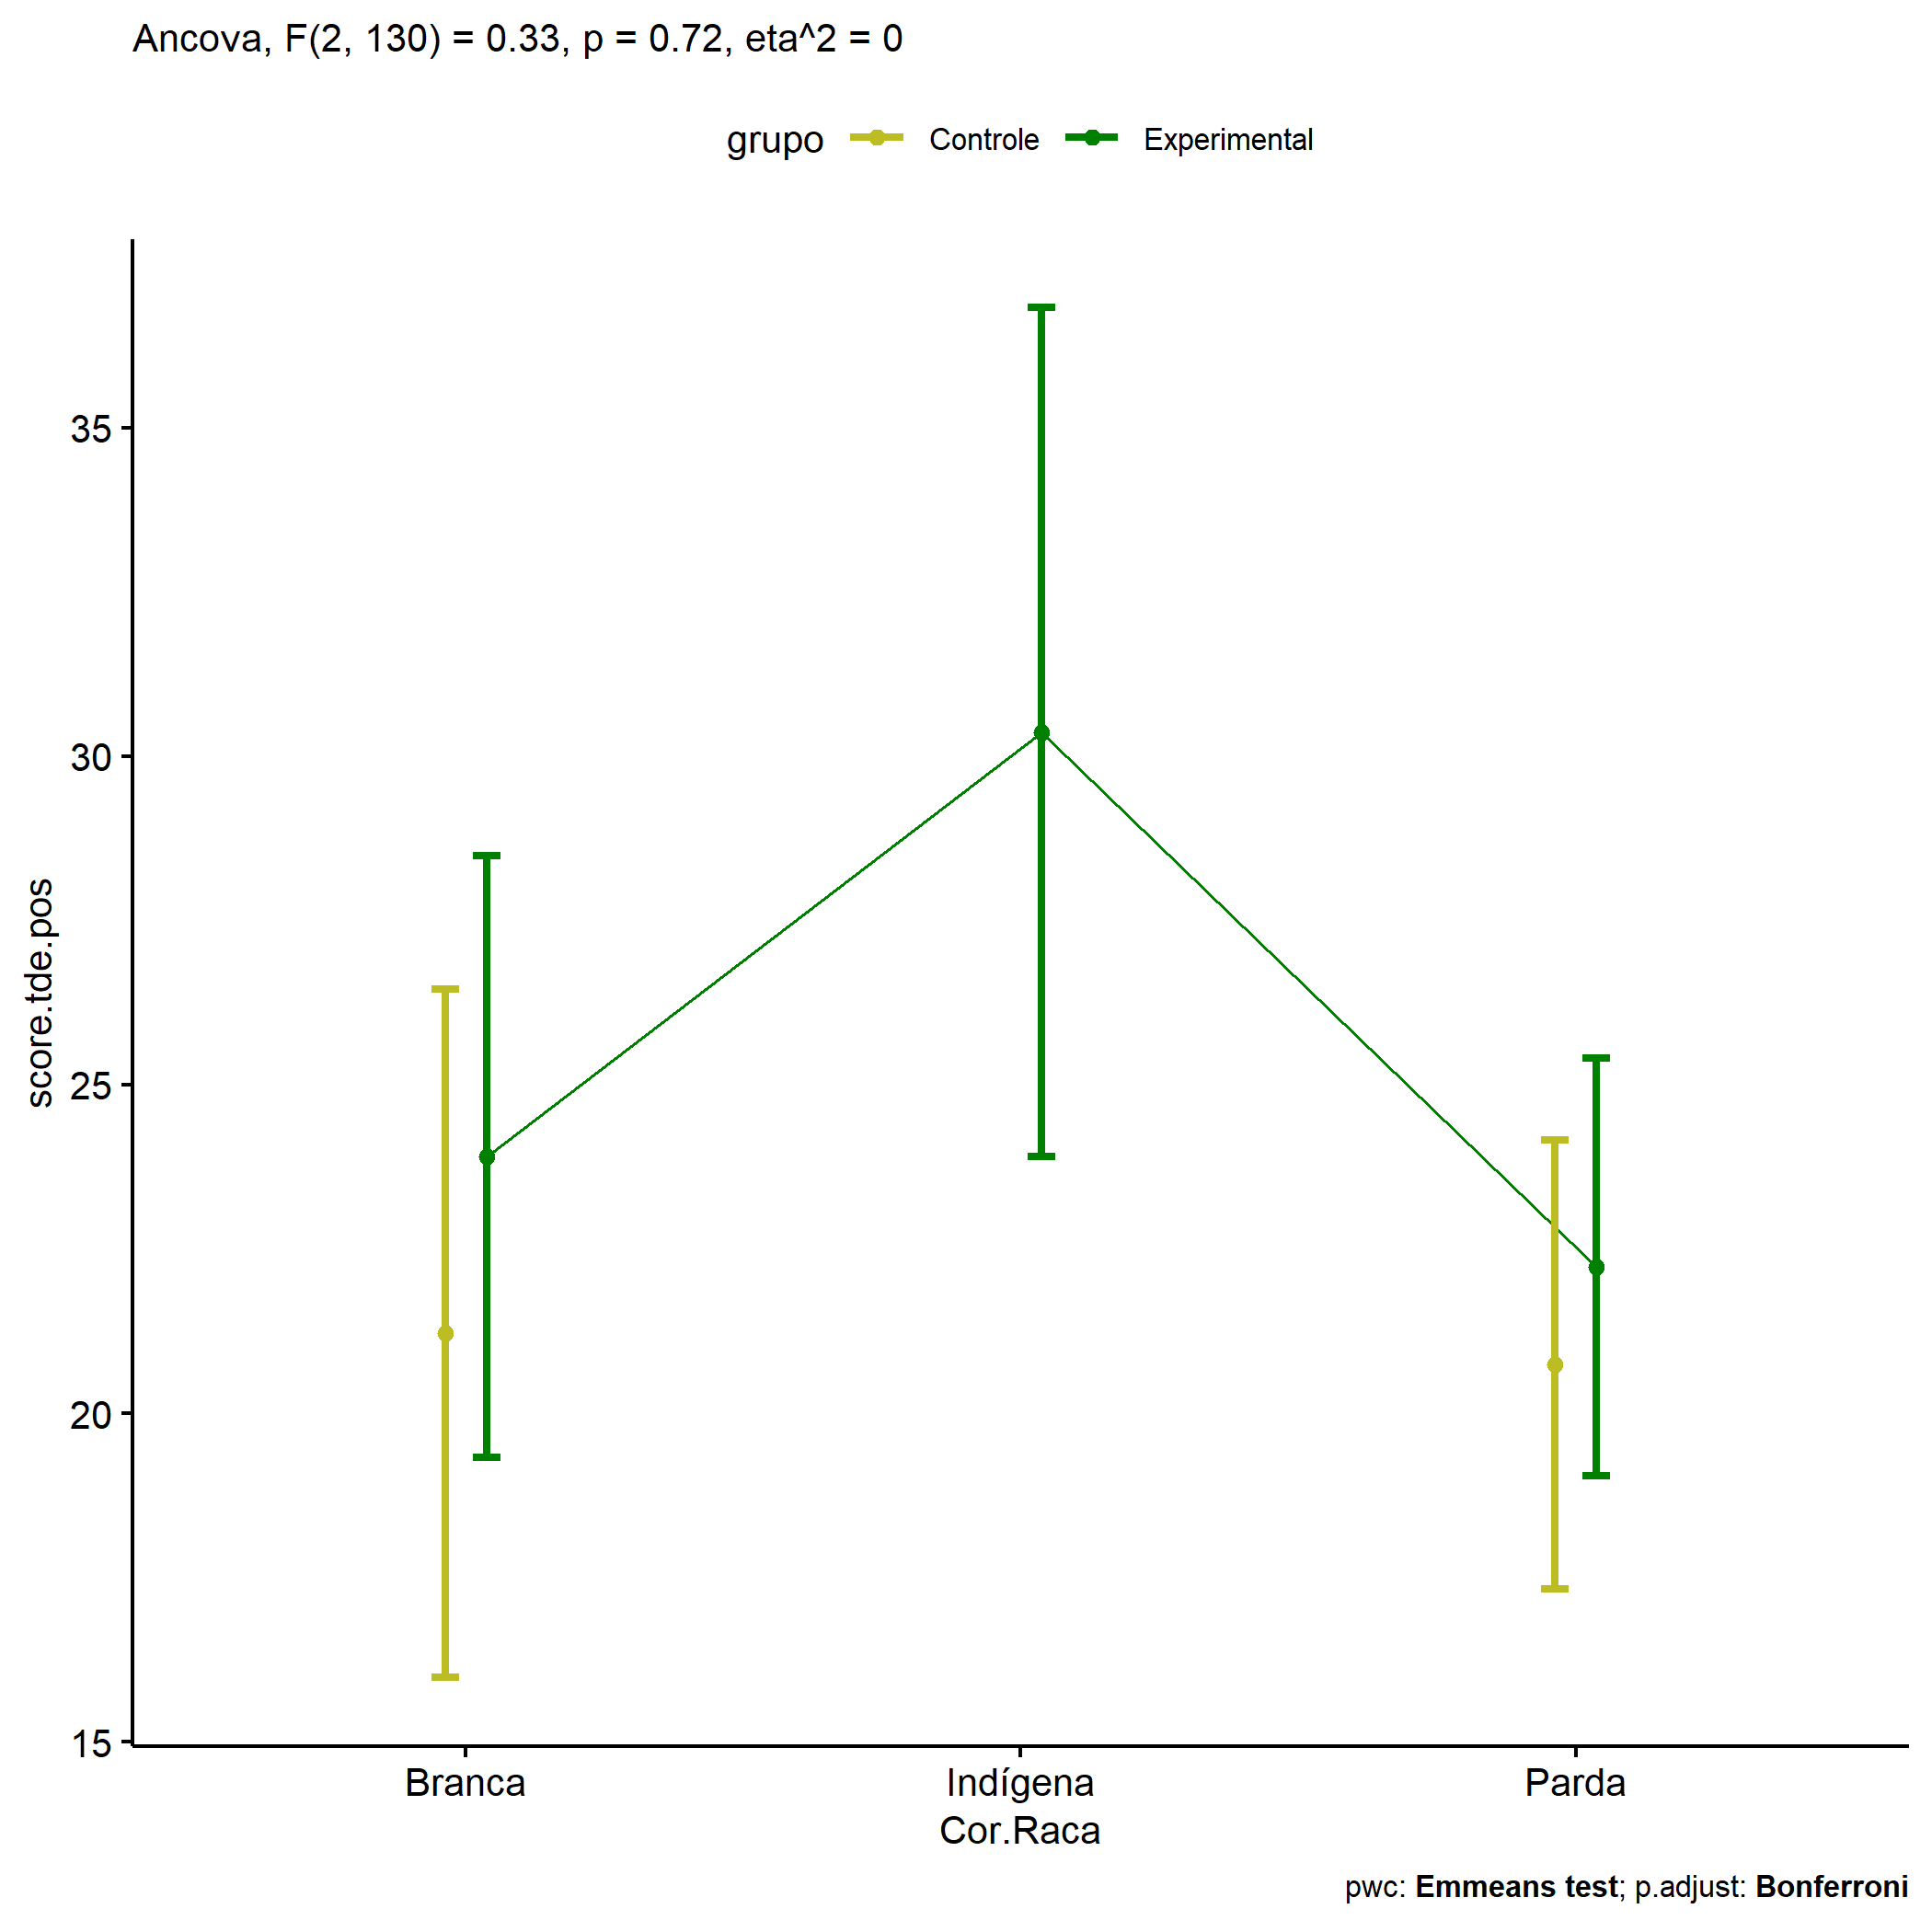 Ancova, F(2, 130) = 0.33, p = 0.72, eta^2 = 0
grupo Controle Experimental
35
30
25
20
15
score.tde.pos
Branca Indígena Parda
Cor.Raca
pwc: Emmeans test; p.adjust: Bonferroni